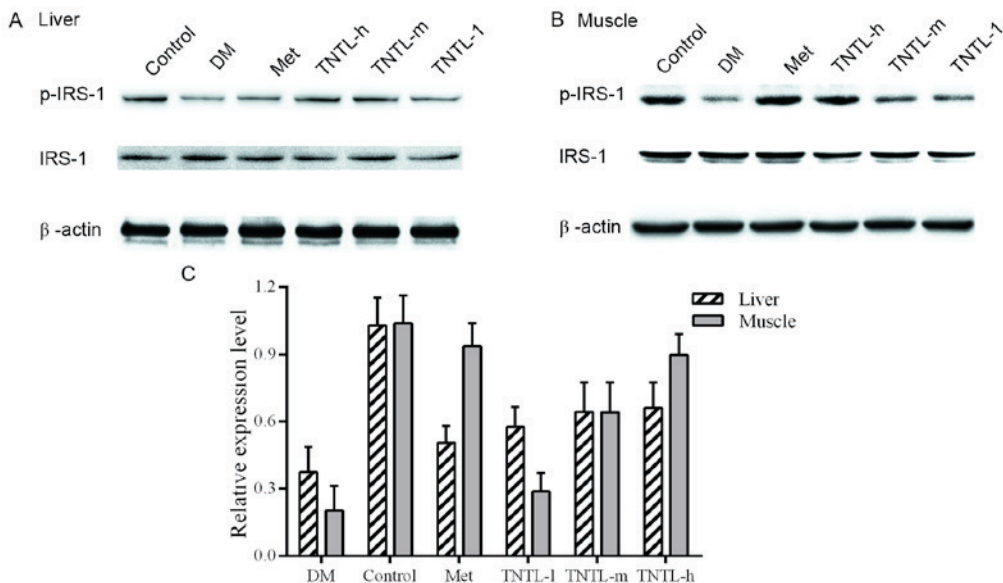 A Liver
Control DM Met TNTL-h TNTL-m TNTL-1
p-IRS-1
IRS-1
β -actin
B Muscle
Control DM Met TNTL-h TNTL-m TNTL-1
p-IRS-1
IRS-1
β -actin
C
Relative expression level
1.2
0.9
0.6
0.3
0.0
Liver
Muscle
DM Control Met TNTL-l TNTL-m TNTL-h